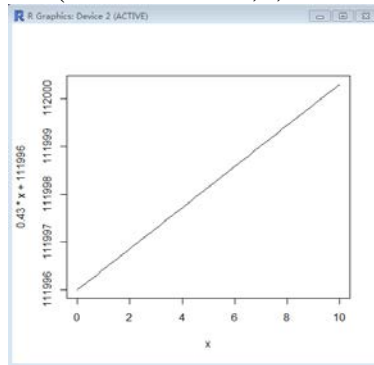 R Graphics: Device 2 (ACTIVE)
112000
111999
111998
111997
111996
0.43 * x + 111996
0 2 4 6 8 10
x